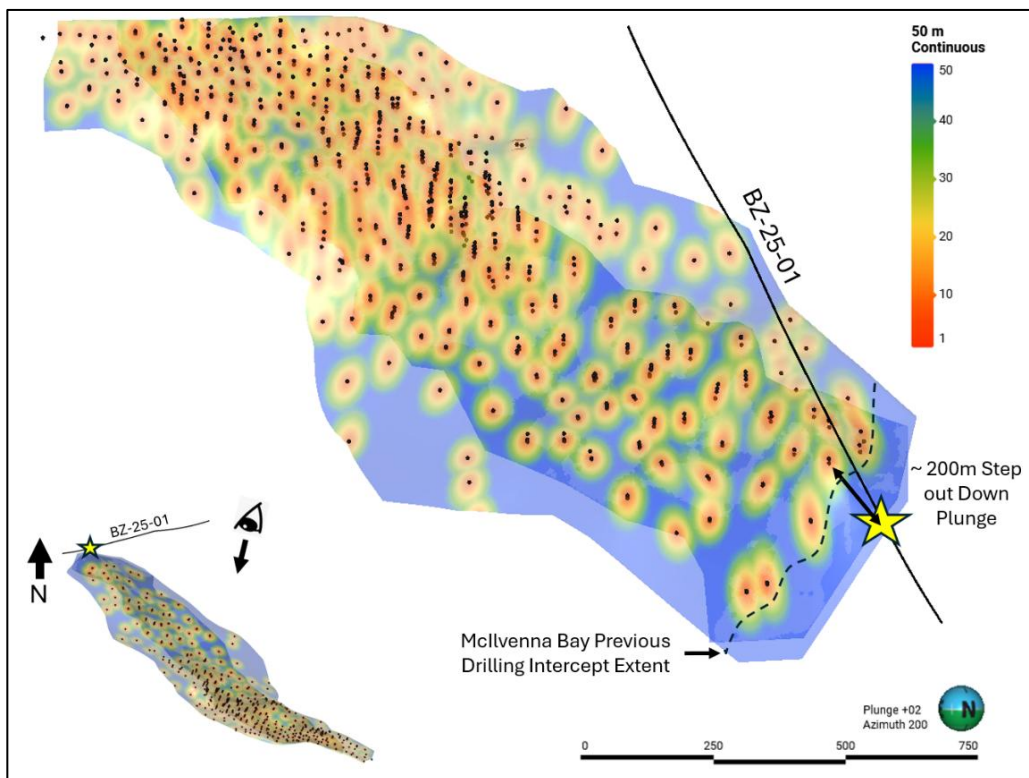 50 m
Continuous
50
40
30
20
10
1
BZ-25-01
~ 200m Step
out Down
Plunge
BZ-25-01
N
McIlvenna Bay Previous
Drilling Intercept Extent
Plunge +02
Azimuth 200
N
0
250
500
750